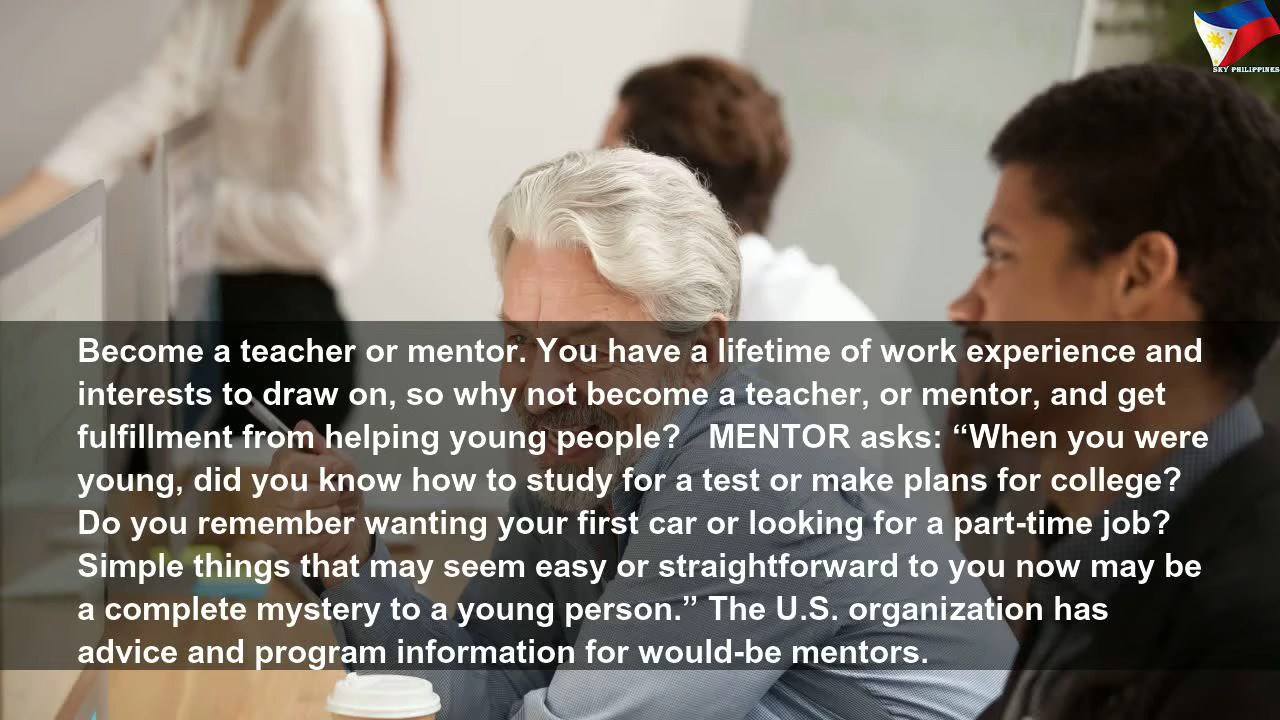 SKY PHILIPPINES
Become a teacher or mentor. You have a lifetime of work experience and
interests to draw on, so why not become a teacher, or mentor, and get
fulfillment from helping young people?   MENTOR asks: “When you were
young, did you know how to study for a test or make plans for college?
Do you remember wanting your first car or looking for a part-time job?
Simple things that may seem easy or straightforward to you now may be
a complete mystery to a young person.” The U.S. organization has
advice and program information for would-be mentors.